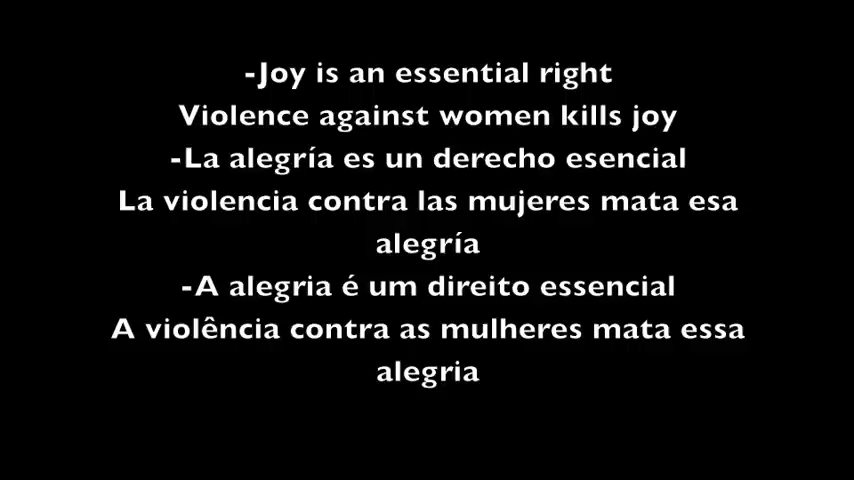 -Joy is an essential right
Violence against women kills joy
-La alegría es un derecho esencial
La violencia contra las mujeres mata esa
alegría
-A alegria é um direito essencial
A violência contra as mulheres mata essa
alegria